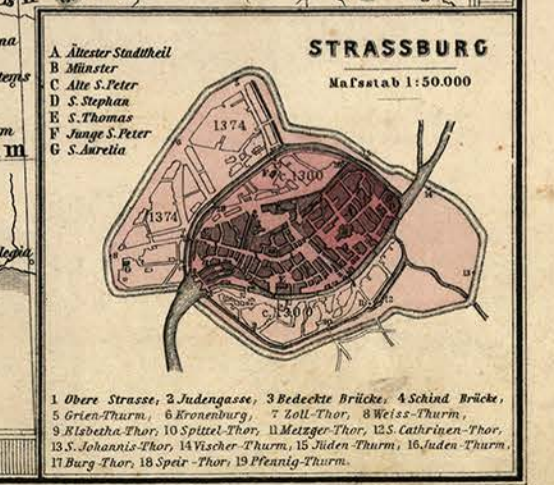 STRASSBURG
Mafsstab 1:50.000
A Ältester Stadttheil
B Münster
C Alte S.Peter
D S.Stephan
E S.Thomas
F Junge S.Peter
G S.Aurelia
1374
c.1300
1374
c.1300
1 Obere Strasse, 2 Judengasse, 3 Bedeckte Brücke, 4 Schind Brücke,
5 Grien-Thurm, 6 Kronenburg, 7 Zoll-Thor, 8 Weiss-Thurm,
9 Elsbetha-Thor, 10 Spittel-Thor, 11 Metzger-Thor, 12 S.Cathrinen-Thor,
13 S.Johannis-Thor, 14 Vischer-Thurm, 15 Jüden-Thurm, 16 Juden-Thurm,
17 Burg-Thor, 18 Speir-Thor, 19 Pfennig-Thurm.